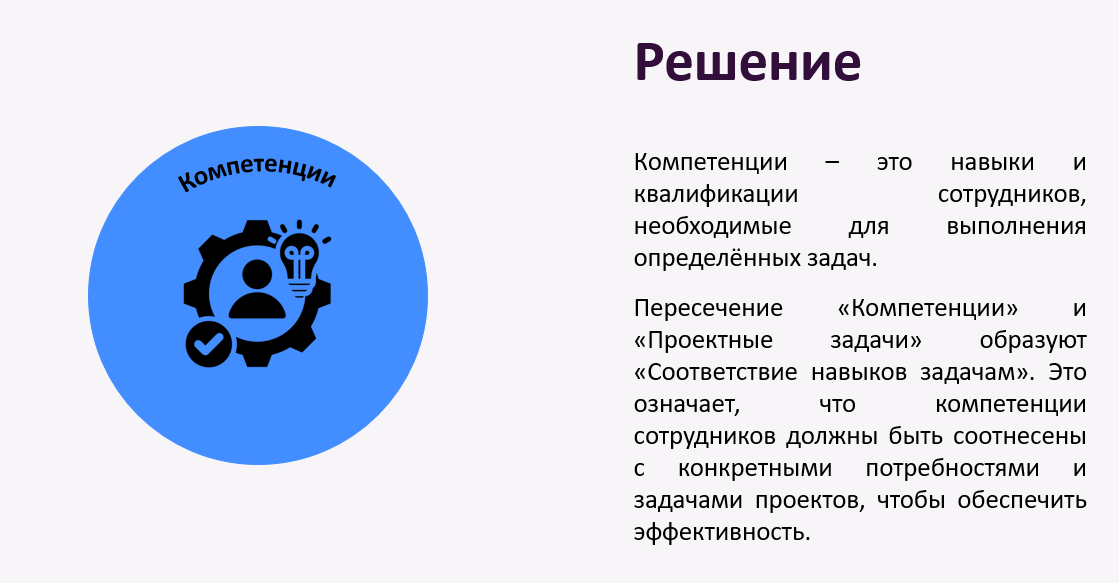 Решение
Компетенции
Компетенции – это навыки и
квалификации сотрудников,
необходимые для выполнения
определённых задач.
Пересечение «Компетенции» и
«Проектные задачи» образуют
«Соответствие навыков задачам». Это
означает, что компетенции
сотрудников должны быть соотнесены
с конкретными потребностями и
задачами проектов, чтобы обеспечить
эффективность.